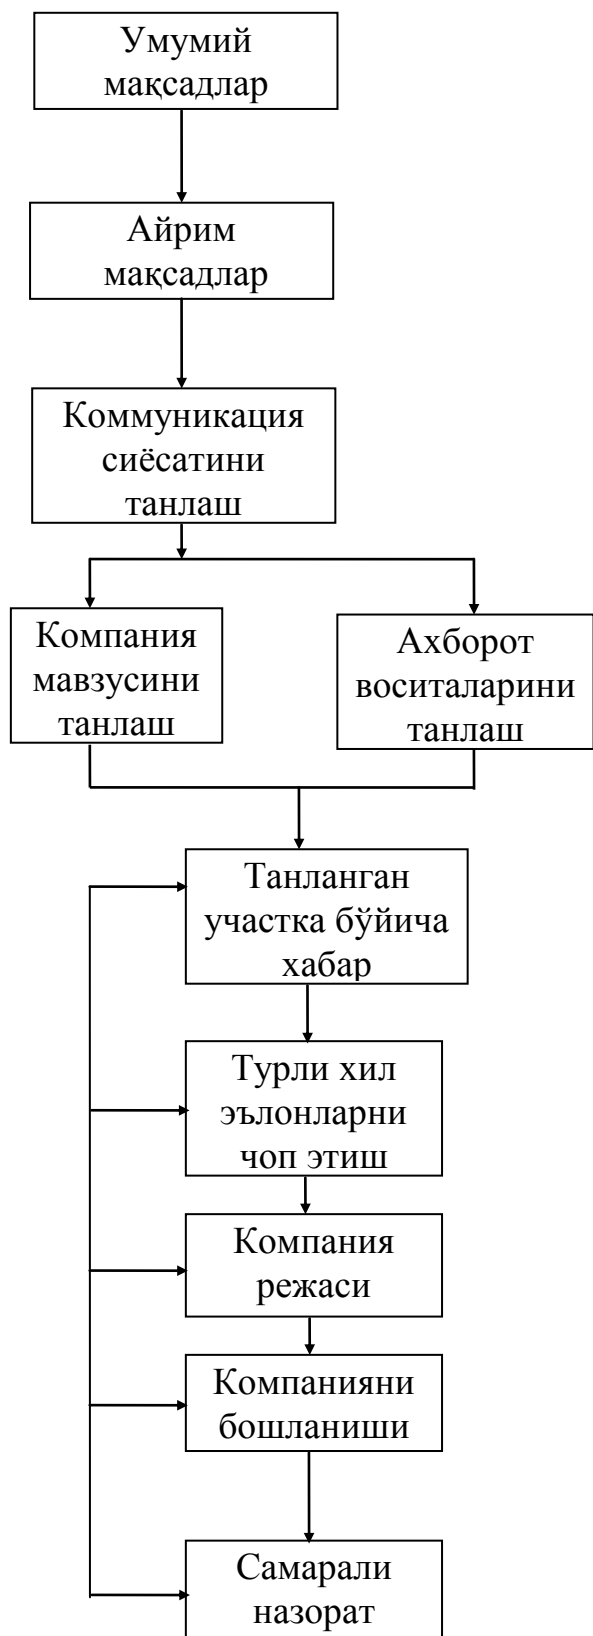 Умумий
мақсадлар
Айрим
мақсадлар
Коммуникация
сиёсатини
танлаш
Компания
мавзусини
танлаш
Ахборот
воситаларини
танлаш
Танланган
участка бўйича
хабар
Турли хил
эълонларни
чоп этиш
Компания
режаси
Компанияни
бошланиши
Самарали
назорат